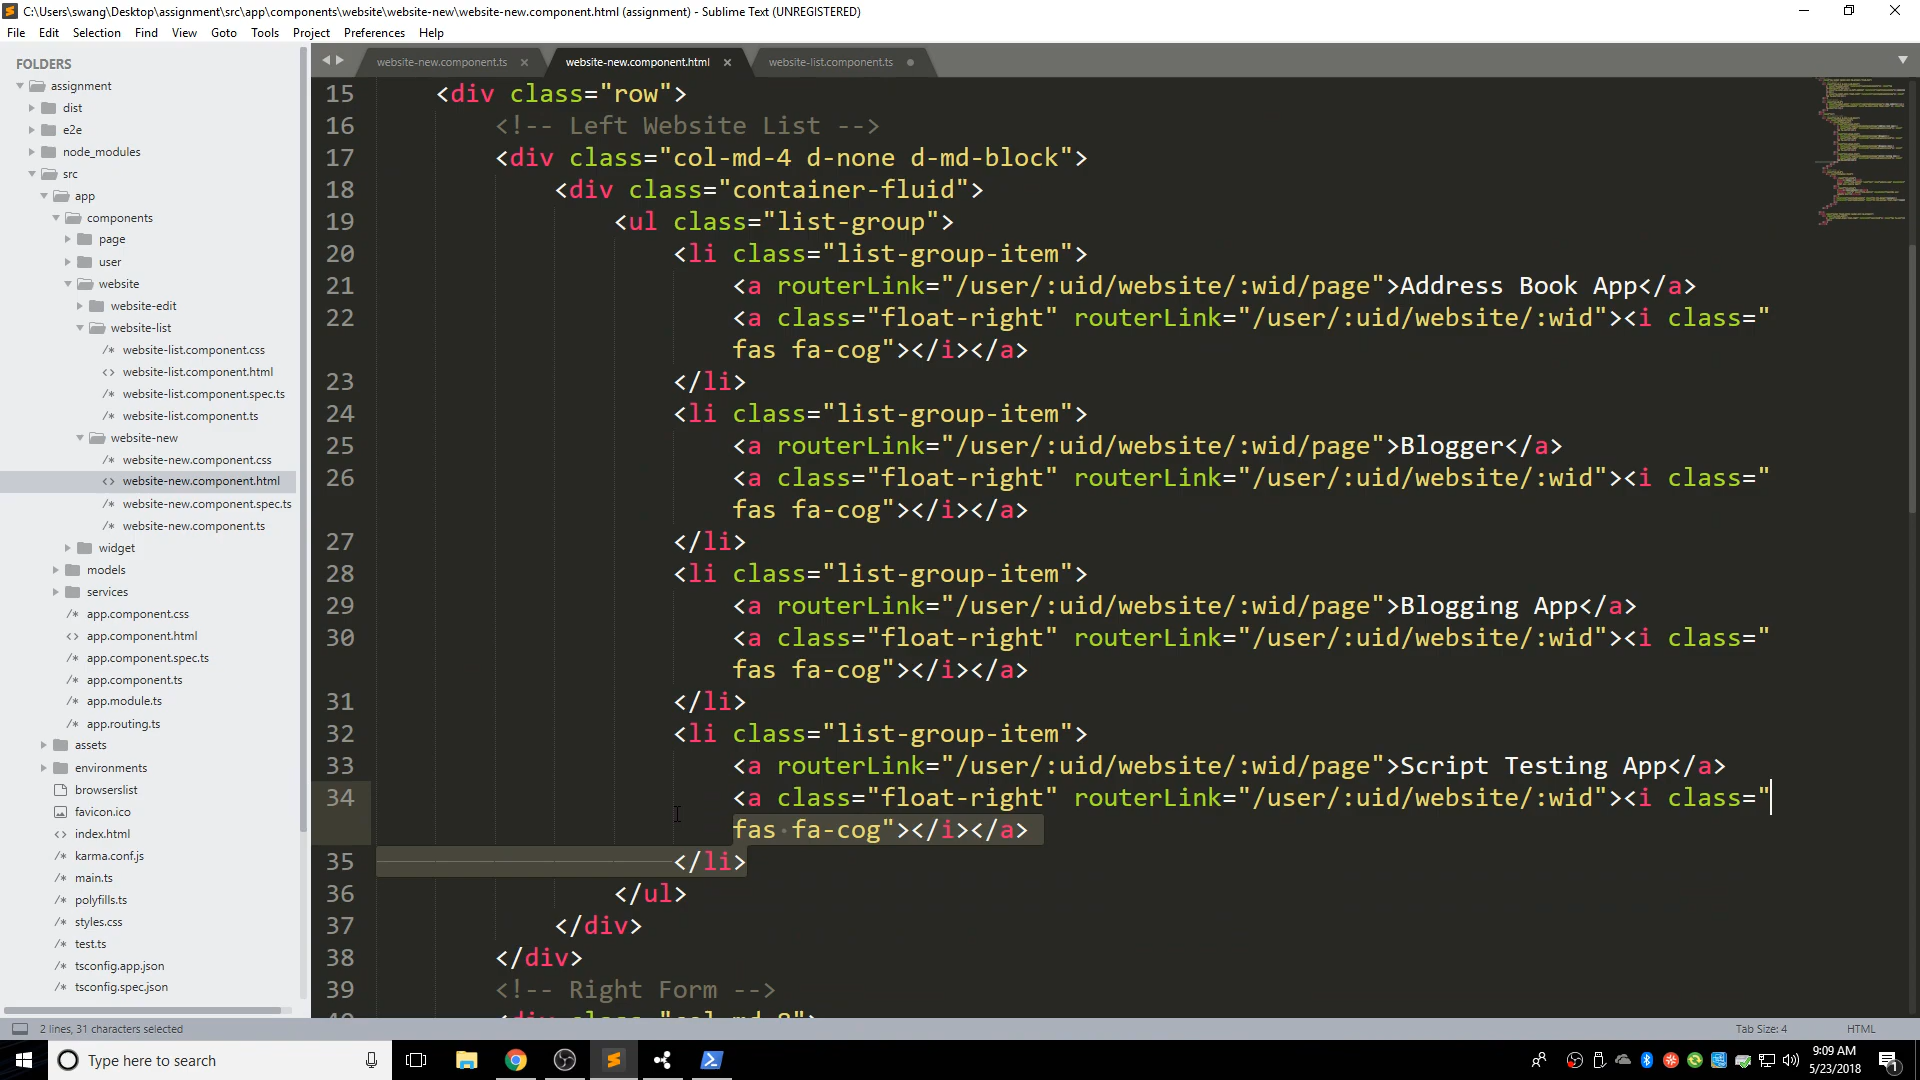 C:\Users\swang\Desktop\assignment\src\app\components\website\website-new\website-new.component.html (assignment) - Sublime Text (UNREGISTERED)
File Edit Selection Find View Goto Tools Project Preferences Help
FOLDERS
assignment
dist
e2e
node_modules
src
app
components
page
user
website
website-edit
website-list
website-list.component.css
website-list.component.html
website-list.component.spec.ts
website-list.component.ts
website-new
website-new.component.css
website-new.component.html
website-new.component.spec.ts
website-new.component.ts
widget
models
services
app.component.css
app.component.html
app.component.spec.ts
app.component.ts
app.module.ts
app.routing.ts
assets
environments
browserslist
favicon.ico
index.html
karma.conf.js
main.ts
polyfills.ts
styles.css
test.ts
tsconfig.app.json
tsconfig.spec.json
website-new.component.ts website-new.component.html website-list.component.ts
15 <div class="row">
16 <!-- Left Website List -->
17 <div class="col-md-4 d-none d-md-block">
18 <div class="container-fluid">
19 <ul class="list-group">
20 <li class="list-group-item">
21 <a routerLink="/user/:uid/website/:wid/page">Address Book App</a>
22 <a class="float-right" routerLink="/user/:uid/website/:wid"><i class="
fas fa-cog"></i></a>
23 </li>
24 <li class="list-group-item">
25 <a routerLink="/user/:uid/website/:wid/page">Blogger</a>
26 <a class="float-right" routerLink="/user/:uid/website/:wid"><i class="
fas fa-cog"></i></a>
27 </li>
28 <li class="list-group-item">
29 <a routerLink="/user/:uid/website/:wid/page">Blogging App</a>
30 <a class="float-right" routerLink="/user/:uid/website/:wid"><i class="
fas fa-cog"></i></a>
31 </li>
32 <li class="list-group-item">
33 <a routerLink="/user/:uid/website/:wid/page">Script Testing App</a>
34 <a class="float-right" routerLink="/user/:uid/website/:wid"><i class="
fas fa-cog"></i></a>
35 </li>
36 </ul>
37 </div>
38 </div>
39 <!-- Right Form -->
40 <div class="col-md-8">
2 lines, 31 characters selected
Tab Size: 4 HTML
Type here to search
9:09 AM
5/23/2018
1